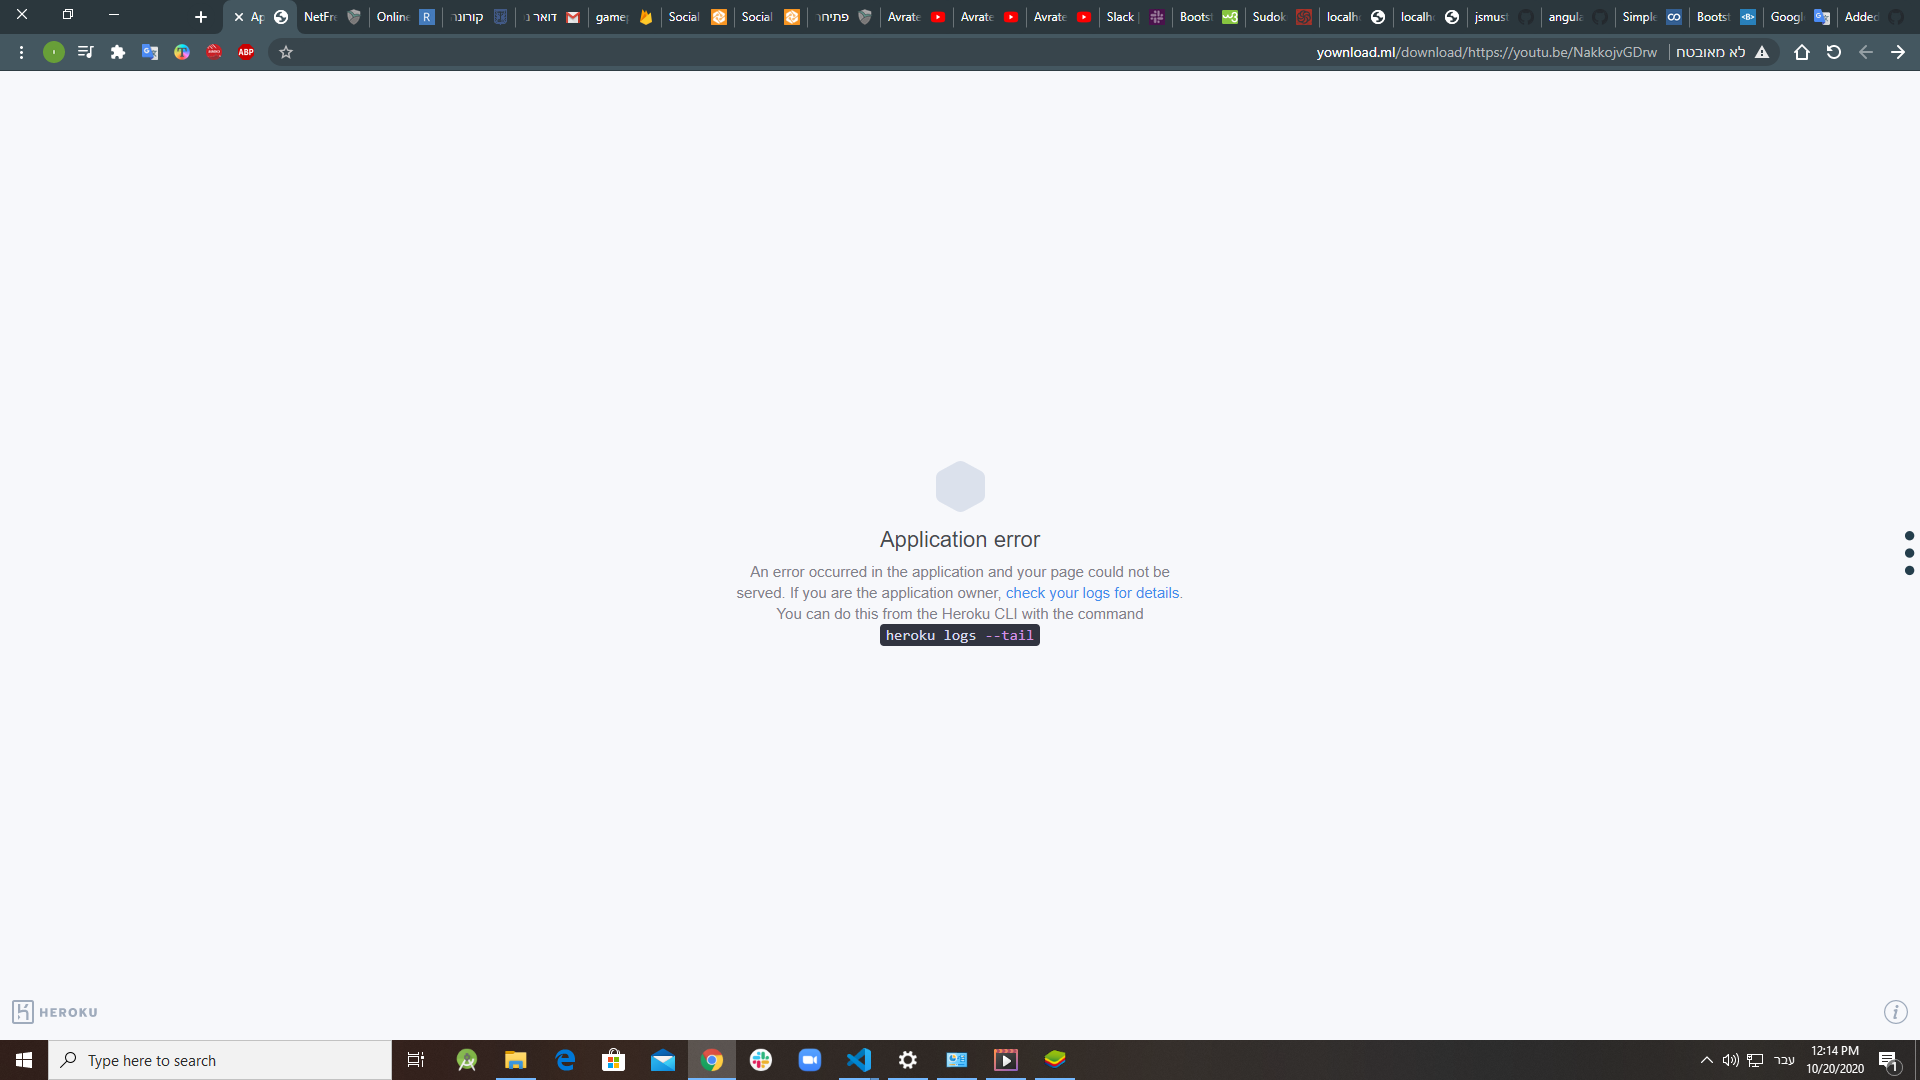 Ap
NetFre
Online
קורונה
דואר נ
game
Social
Social
פתיחר
Avrate
Avrate
Avrate
Slack |
Boots
Sudok
localh
localh
jsmust
angula
Simple
Bootst
Googl
Added
yownload.ml/download/https://youtu.be/NakkojvGDrw
לא מאובטח
ABP
Application error
An error occurred in the application and your page could not be
served. If you are the application owner, check your logs for details.
You can do this from the Heroku CLI with the command
heroku logs --tail
HEROKU
Type here to search
עבר
12:14 PM
10/20/2020
1